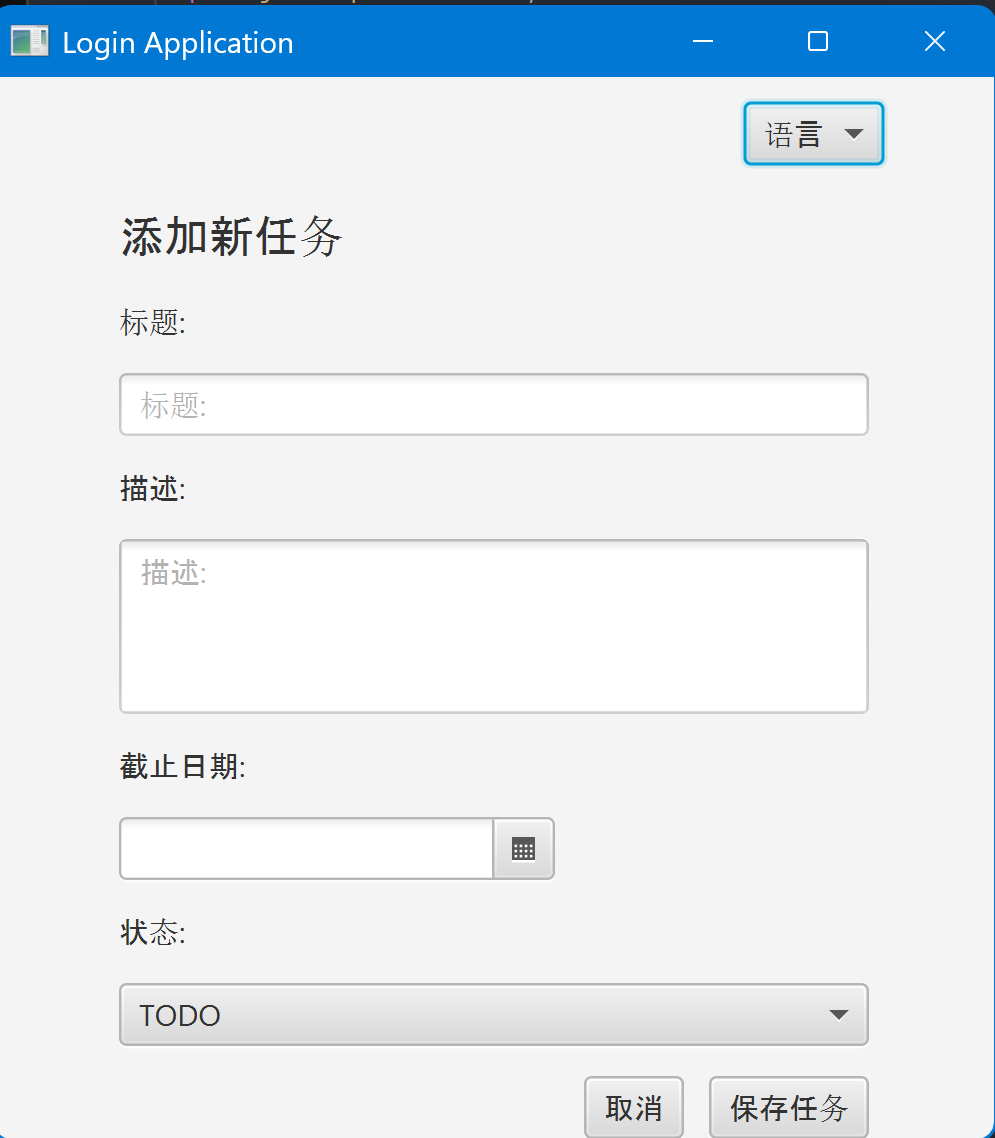 Login Application
语言
添加新任务
标题:
标题:
描述:
描述:
截止日期:
状态:
TODO
取消
保存任务